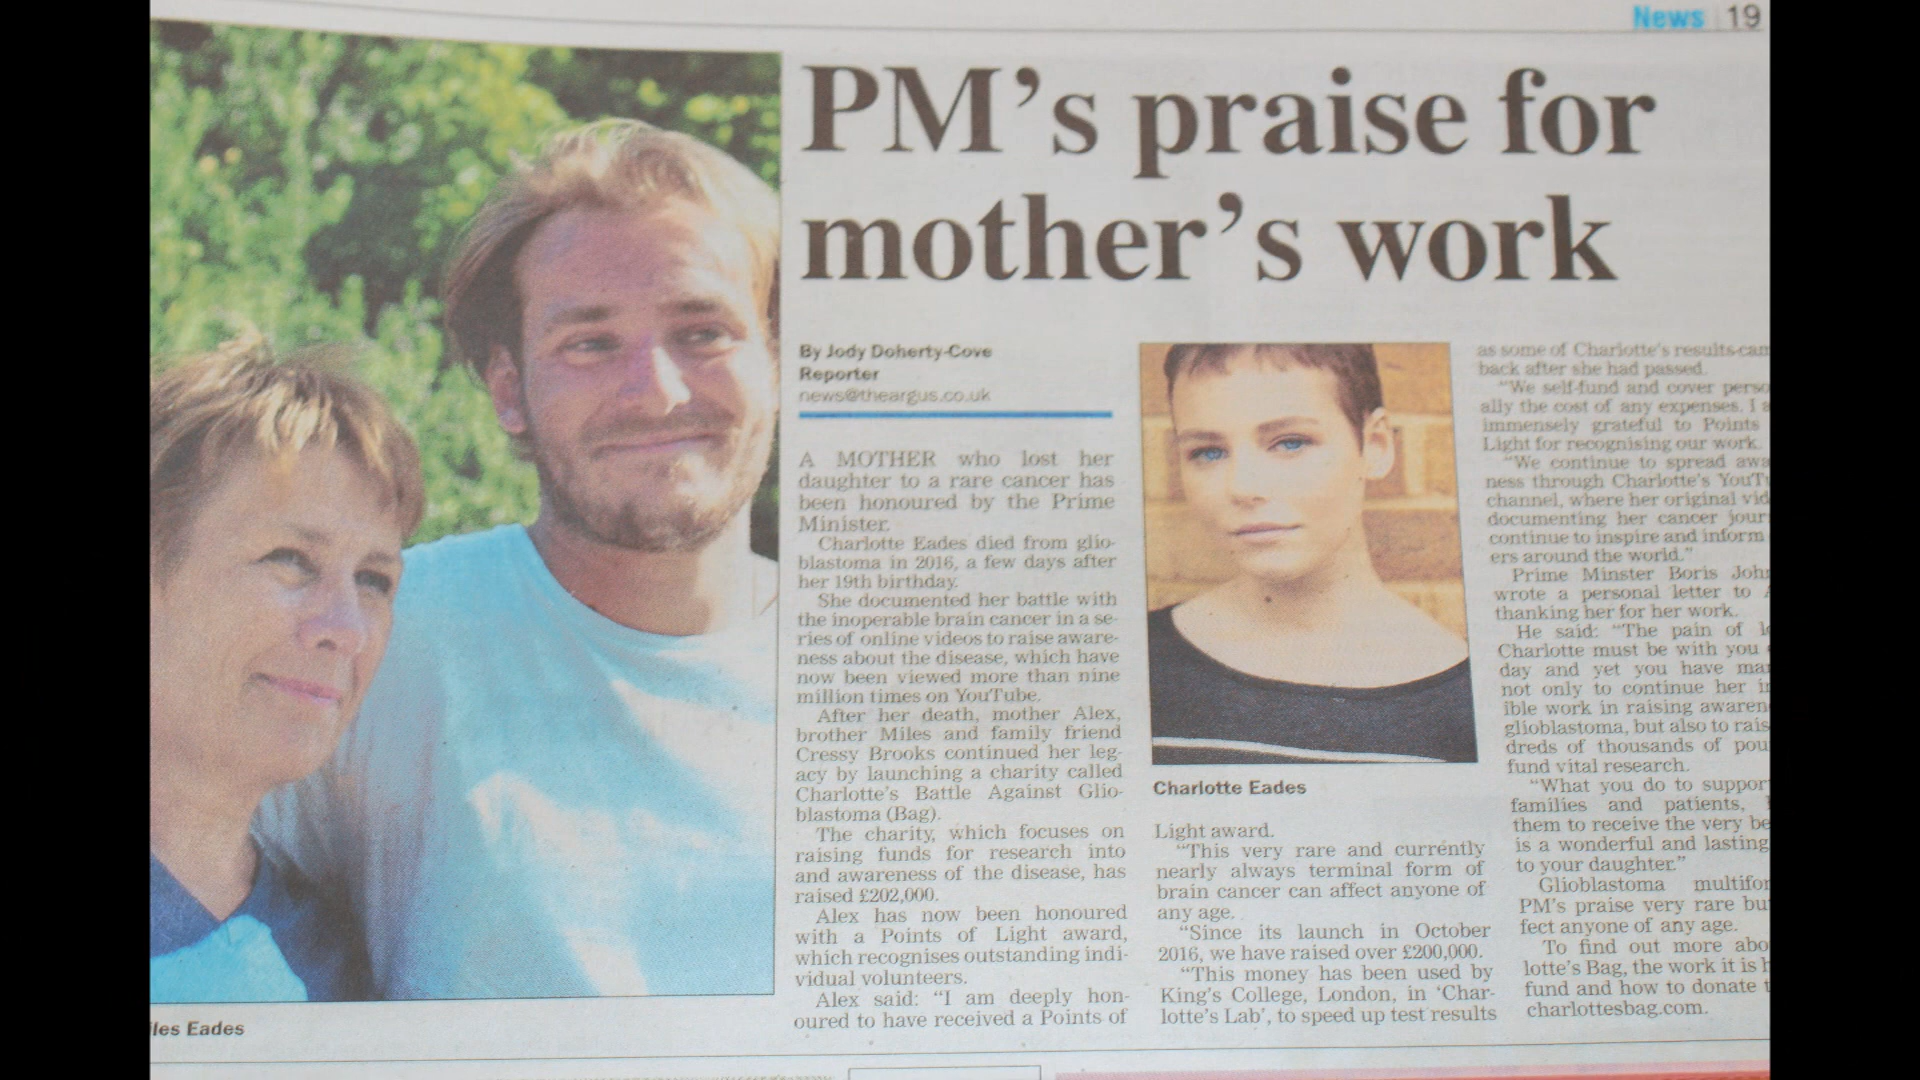 News 19
PM's praise for
mother's work
By Jody Doherty-Cove
Reporter
news@theargus.co.uk
A MOTHER who lost her
daughter to a rare cancer has
been honoured by the Prime
Minister.
Charlotte Eades died from glio-
blastoma in 2016, a few days after
her 19th birthday.
She documented her battle with
the inoperable brain cancer in a se-
ries of online videos to raise aware-
ness about the disease, which have
now been viewed more than nine
million times on YouTube.
After her death, mother Alex,
brother Miles and family friend
Cressy Brooks continued her leg-
acy by launching a charity called
Charlotte's Battle Against Glio-
blastoma (Bag).
The charity, which focuses on
raising funds for research into
and awareness of the disease, has
raised £202,000.
Alex has now been honoured
with a Points of Light award,
which recognises outstanding indi-
vidual volunteers.
Alex said: "I am deeply hon-
oured to have received a Points of
Charlotte Eades
Light award.
"This very rare and currently
nearly always terminal form of
brain cancer can affect anyone of
any age.
"Since its launch in October
2016, we have raised over £200,000.
"This money has been used by
King's College, London, in 'Char-
lotte's Lab', to speed up test results
as some of Charlotte's results cam
back after she had passed.
"We self-fund and cover perso
ally the cost of any expenses. I a
immensely grateful to Points
Light for recognising our work.
"We continue to spread awa
ness through Charlotte's YouT
channel, where her original vid
documenting her cancer jour
continue to inspire and inform
ers around the world."
Prime Minster Boris John
wrote a personal letter to A
thanking her for her work.
He said: "The pain of lo
Charlotte must be with you
day and yet you have ma
not only to continue her in
ible work in raising awaren
glioblastoma, but also to rais
dreds of thousands of pou
fund vital research.
"What you do to suppor
families and patients,
them to receive the very be
is a wonderful and lasting
to your daughter."
Glioblastoma multifor
PM's praise very rare bu
fect anyone of any age.
To find out more abo
lotte's Bag, the work it is h
fund and how to donate t
charlottesbag.com.
les Eades